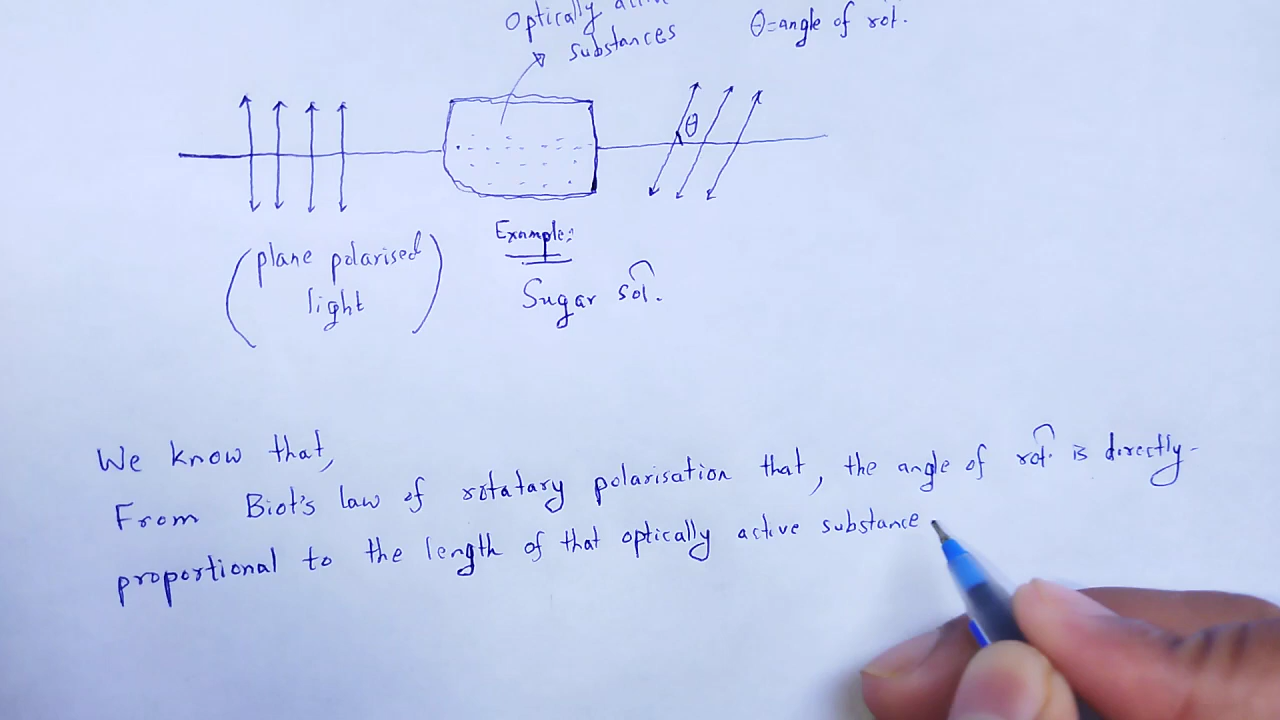 Optically
substances
θ=angle of rot.
θ
(plane polarised
light)
Example:
Sugar sol.
We know that,
From Biot's law of rotatary polarisation that, the angle of rot. is directly-
proportional to the length of that optically active substance